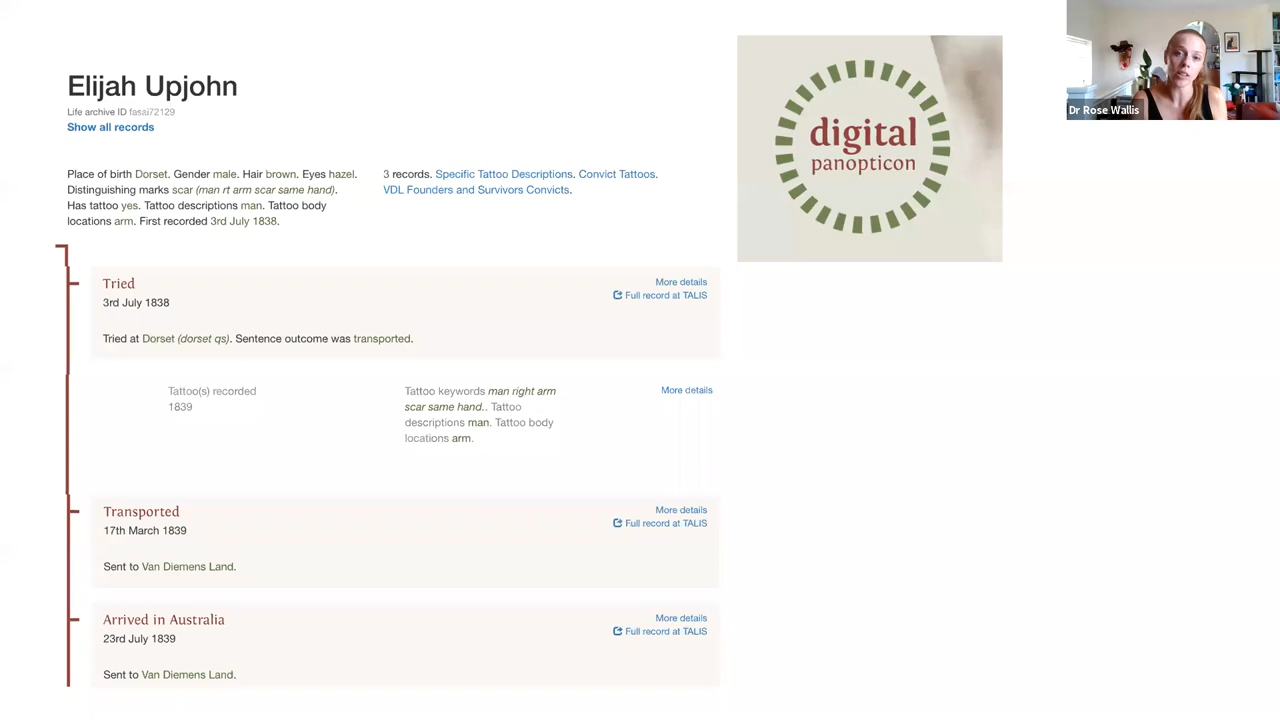 Elijah Upjohn
Life archive ID fasai72129
Show all records
Place of birth Dorset. Gender male. Hair brown. Eyes hazel.
Distinguishing marks scar (man rt arm scar same hand).
Has tattoo yes. Tattoo descriptions man. Tattoo body
locations arm. First recorded 3rd July 1838.
3 records. Specific Tattoo Descriptions. Convict Tattoos.
VDL Founders and Survivors Convicts.
digital
panopticon
Dr Rose Wallis
Tried
3rd July 1838
More details
Full record at TALIS
Tried at Dorset (dorset qs). Sentence outcome was transported.
Tattoo(s) recorded
1839
Tattoo keywords man right arm
scar same hand.. Tattoo
descriptions man. Tattoo body
locations arm.
More details
Transported
17th March 1839
More details
Full record at TALIS
Sent to Van Diemens Land.
Arrived in Australia
23rd July 1839
More details
Full record at TALIS
Sent to Van Diemens Land.